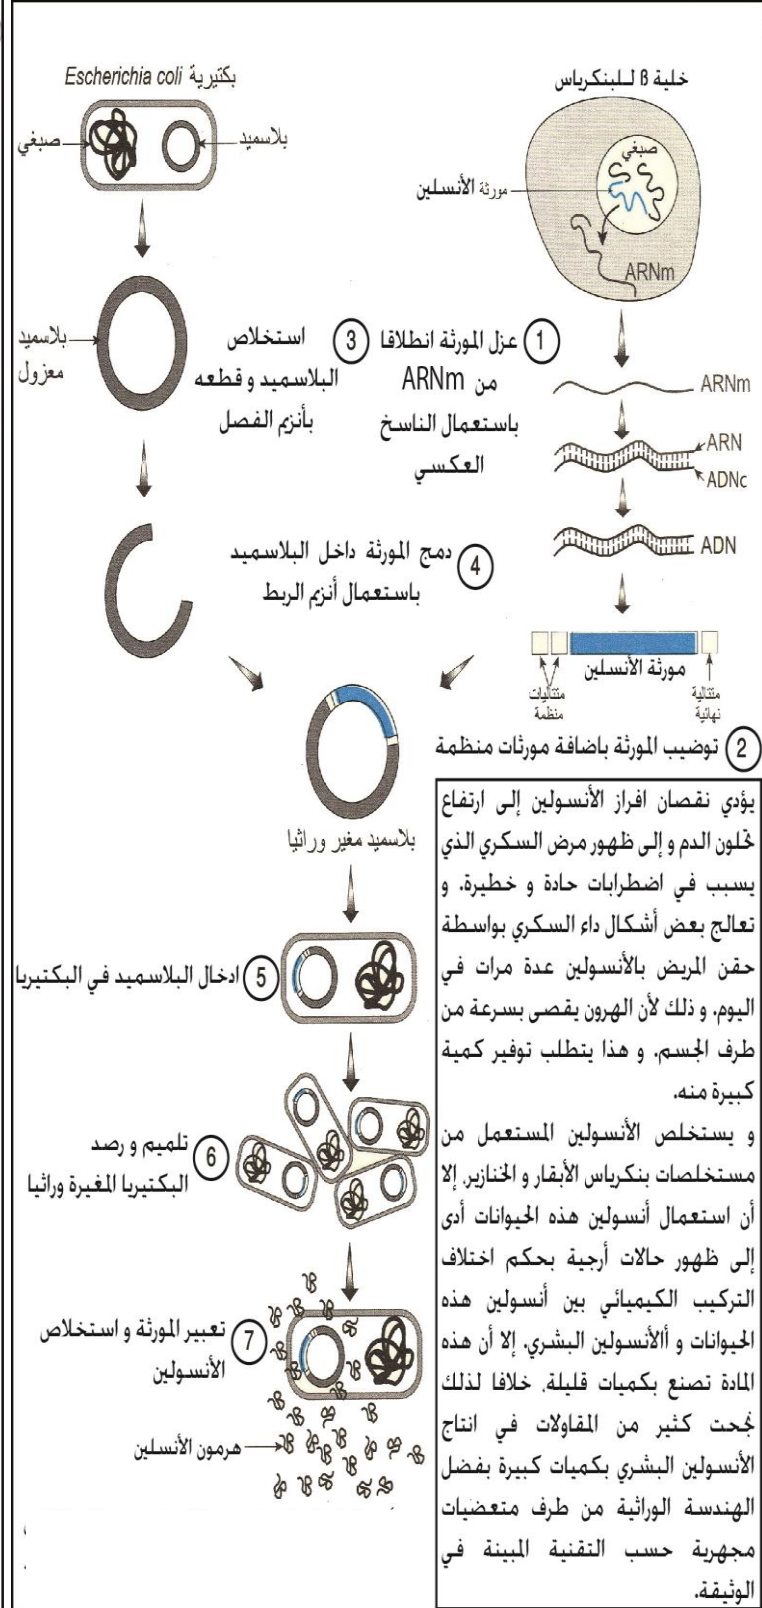 بكتيرية Escherichia coli
صبغي
بلاسميد
خلية ß لـلبنكرياس
صبغي
مورثة الأنسلين
ARNm
بلاسميد
معزول
3 استخلاص
البلاسميد و قطعه
بأنزيم الفصل
1 عزل المورثة انطلاقا
من ARNm
باستعمال الناسخ
العكسي
ARNm
ARN
ADNc
ADN
4 دمج المورثة داخل البلاسميد
باستعمال أنزيم الربط
مورثة الأنسلين
متتاليات
منظمة
متتالية
نهائية
2 توضيب المورثة باضافة مورثات منظمة
بلاسميد مغير وراثيا
5 ادخال البلاسميد في البكتيريا
6 تلميم و رصد
البكتيريا المغيرة وراثيا
7 تعبير المورثة و استخلاص
الأنسولين
هرمون الأنسلين
يؤدي نقصان افراز الأنسولين إلى ارتفاع
تحلون الدم و إلى ظهور مرض السكري الذي
يسبب في اضطرابات حادة و خطيرة. و
تعالج بعض أشكال داء السكري بواسطة
حقن المريض بالأنسولين عدة مرات في
اليوم. و ذلك لأن الهرون يقصى بسرعة من
طرف الجسم. و هذا يتطلب توفير كمية
كبيرة منه.
و يستخلص الأنسولين المستعمل من
مستخلصات بنكرياس الأبقار و الخنازير. إلا
أن استعمال أنسولين هذه الحيوانات أدى
إلى ظهور حالات أرجية بحكم اختلاف
التركيب الكيميائي بين أنسولين هذه
الحيوانات و أالأنسولين البشري. إلا أن هذه
المادة تصنع بكميات قليلة. خلافا لذلك
نجحت كثير من المقاولات في انتاج
الأنسولين البشري بكميات كبيرة بفضل
الهندسة الوراثية من طرف متعضيات
مجهرية حسب التقنية المبينة في
الوثيقة.